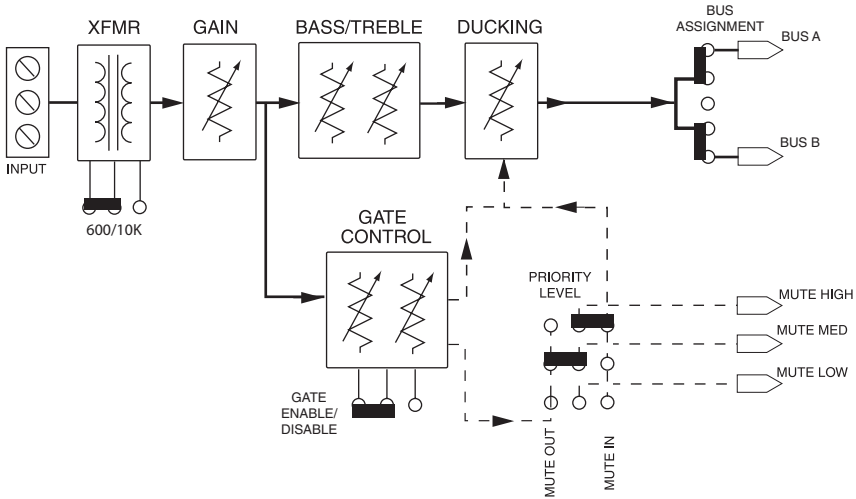 XFMR
GAIN
BASS/TREBLE
DUCKING
BUS
ASSIGNMENT
BUS A
BUS B
INPUT
600/10K
GATE
CONTROL
PRIORITY
LEVEL
MUTE HIGH
MUTE MED
MUTE LOW
GATE
ENABLE/
DISABLE
MUTE OUT
MUTE IN